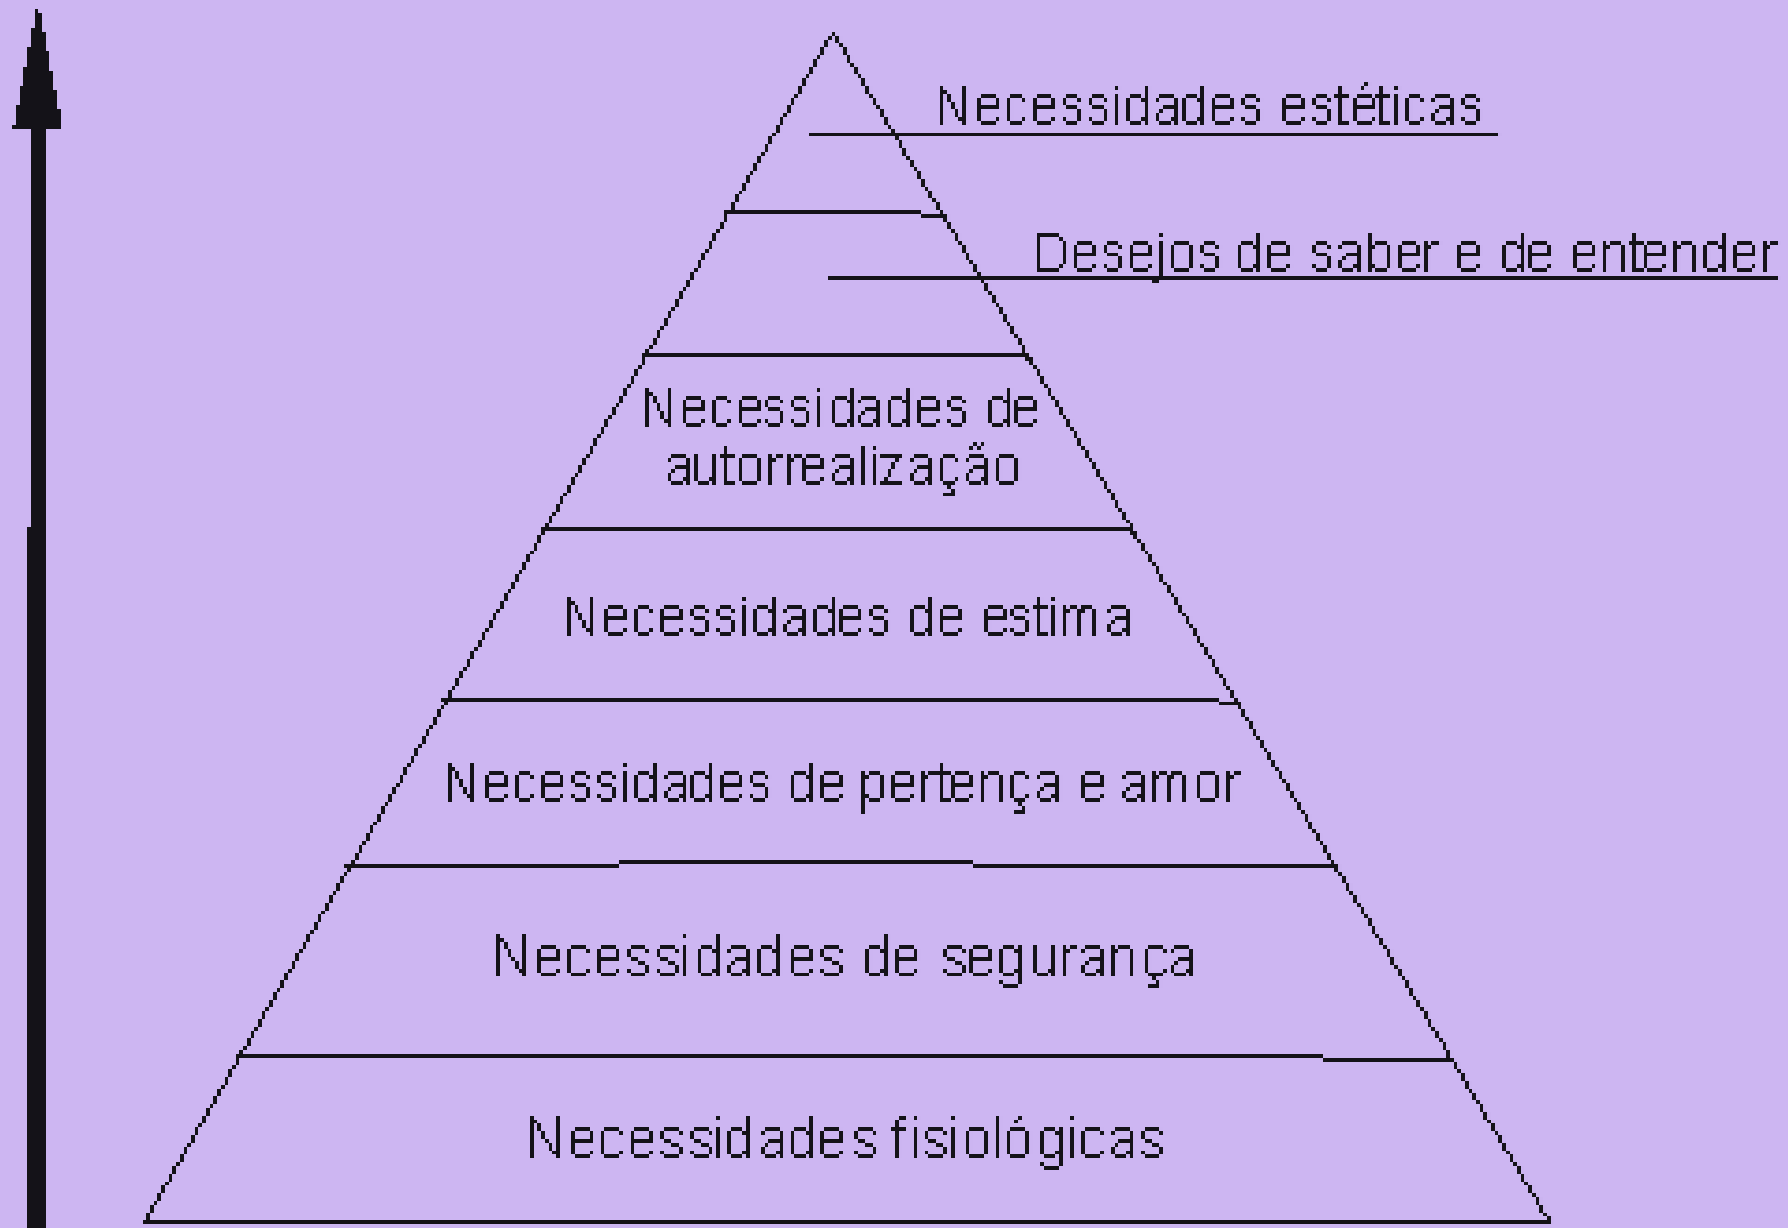 Necessidades estéticas
Desejos de saber e de entender
Necessidades de
autorrealização
Necessidades de estima
Necessidades de pertença e amor
Necessidades de segurança
Necessidades fisiológicas